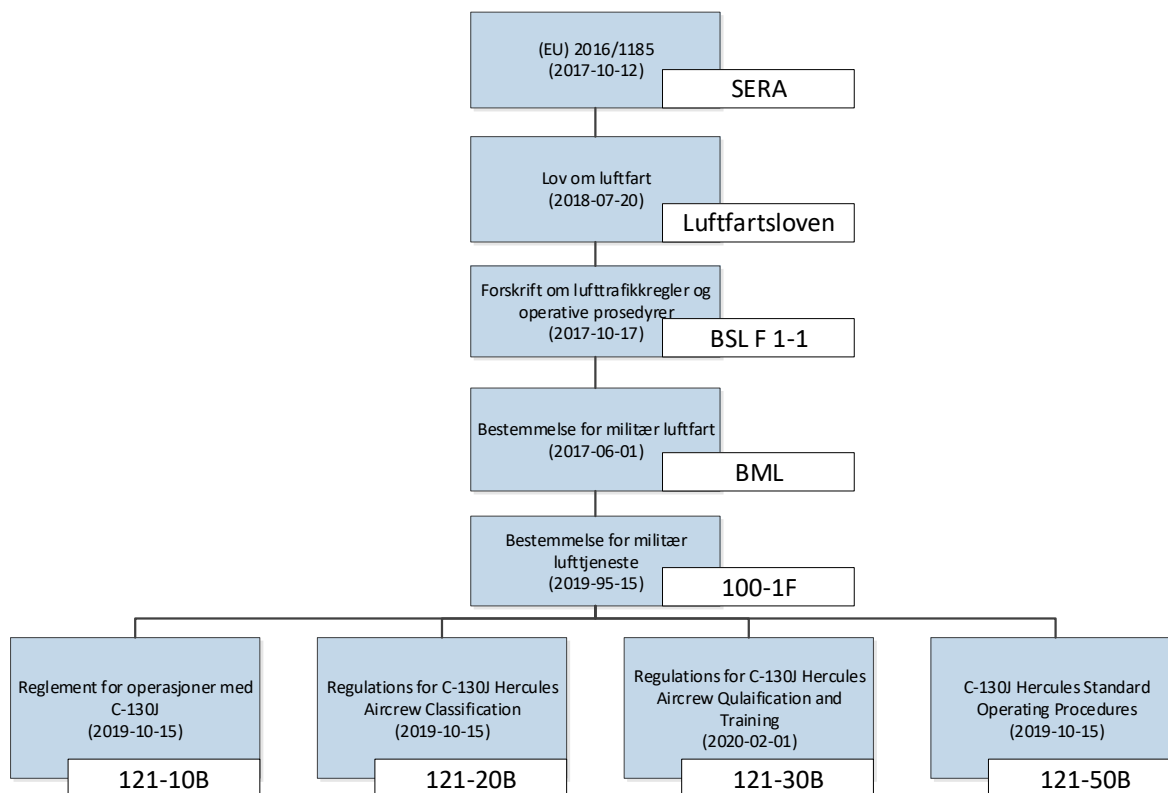 (EU) 2016/1185
(2017-10-12)
SERA
Lov om luftfart
(2018-07-20)
Luftfartsloven
Forskrift om lufttrafikkregler og
operative prosedyrer
(2017-10-17)
BSL F 1-1
Bestemmelse for militær luftfart
(2017-06-01)
BML
Bestemmelse for militær
lufttjeneste
(2019-95-15)
100-1F
Reglement for operasjoner med
C-130J
(2019-10-15)
121-10B
Regulations for C-130J Hercules
Aircrew Classification
(2019-10-15)
121-20B
Regulations for C-130J Hercules
Aircrew Qulaification and
Training
(2020-02-01)
121-30B
C-130J Hercules Standard
Operating Procedures
(2019-10-15)
121-50B